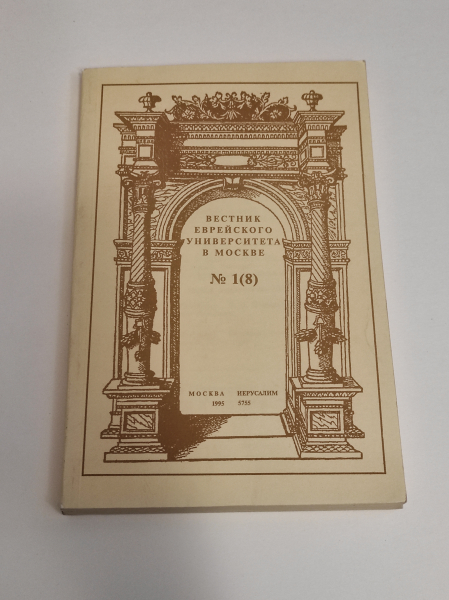 ВЕСТНИК
ЕВРЕЙСКОГО
УНИВЕРСИТЕТА
В МОСКВЕ
№ 1(8)
МОСКВА ИЕРУСАЛИМ
1995 5755